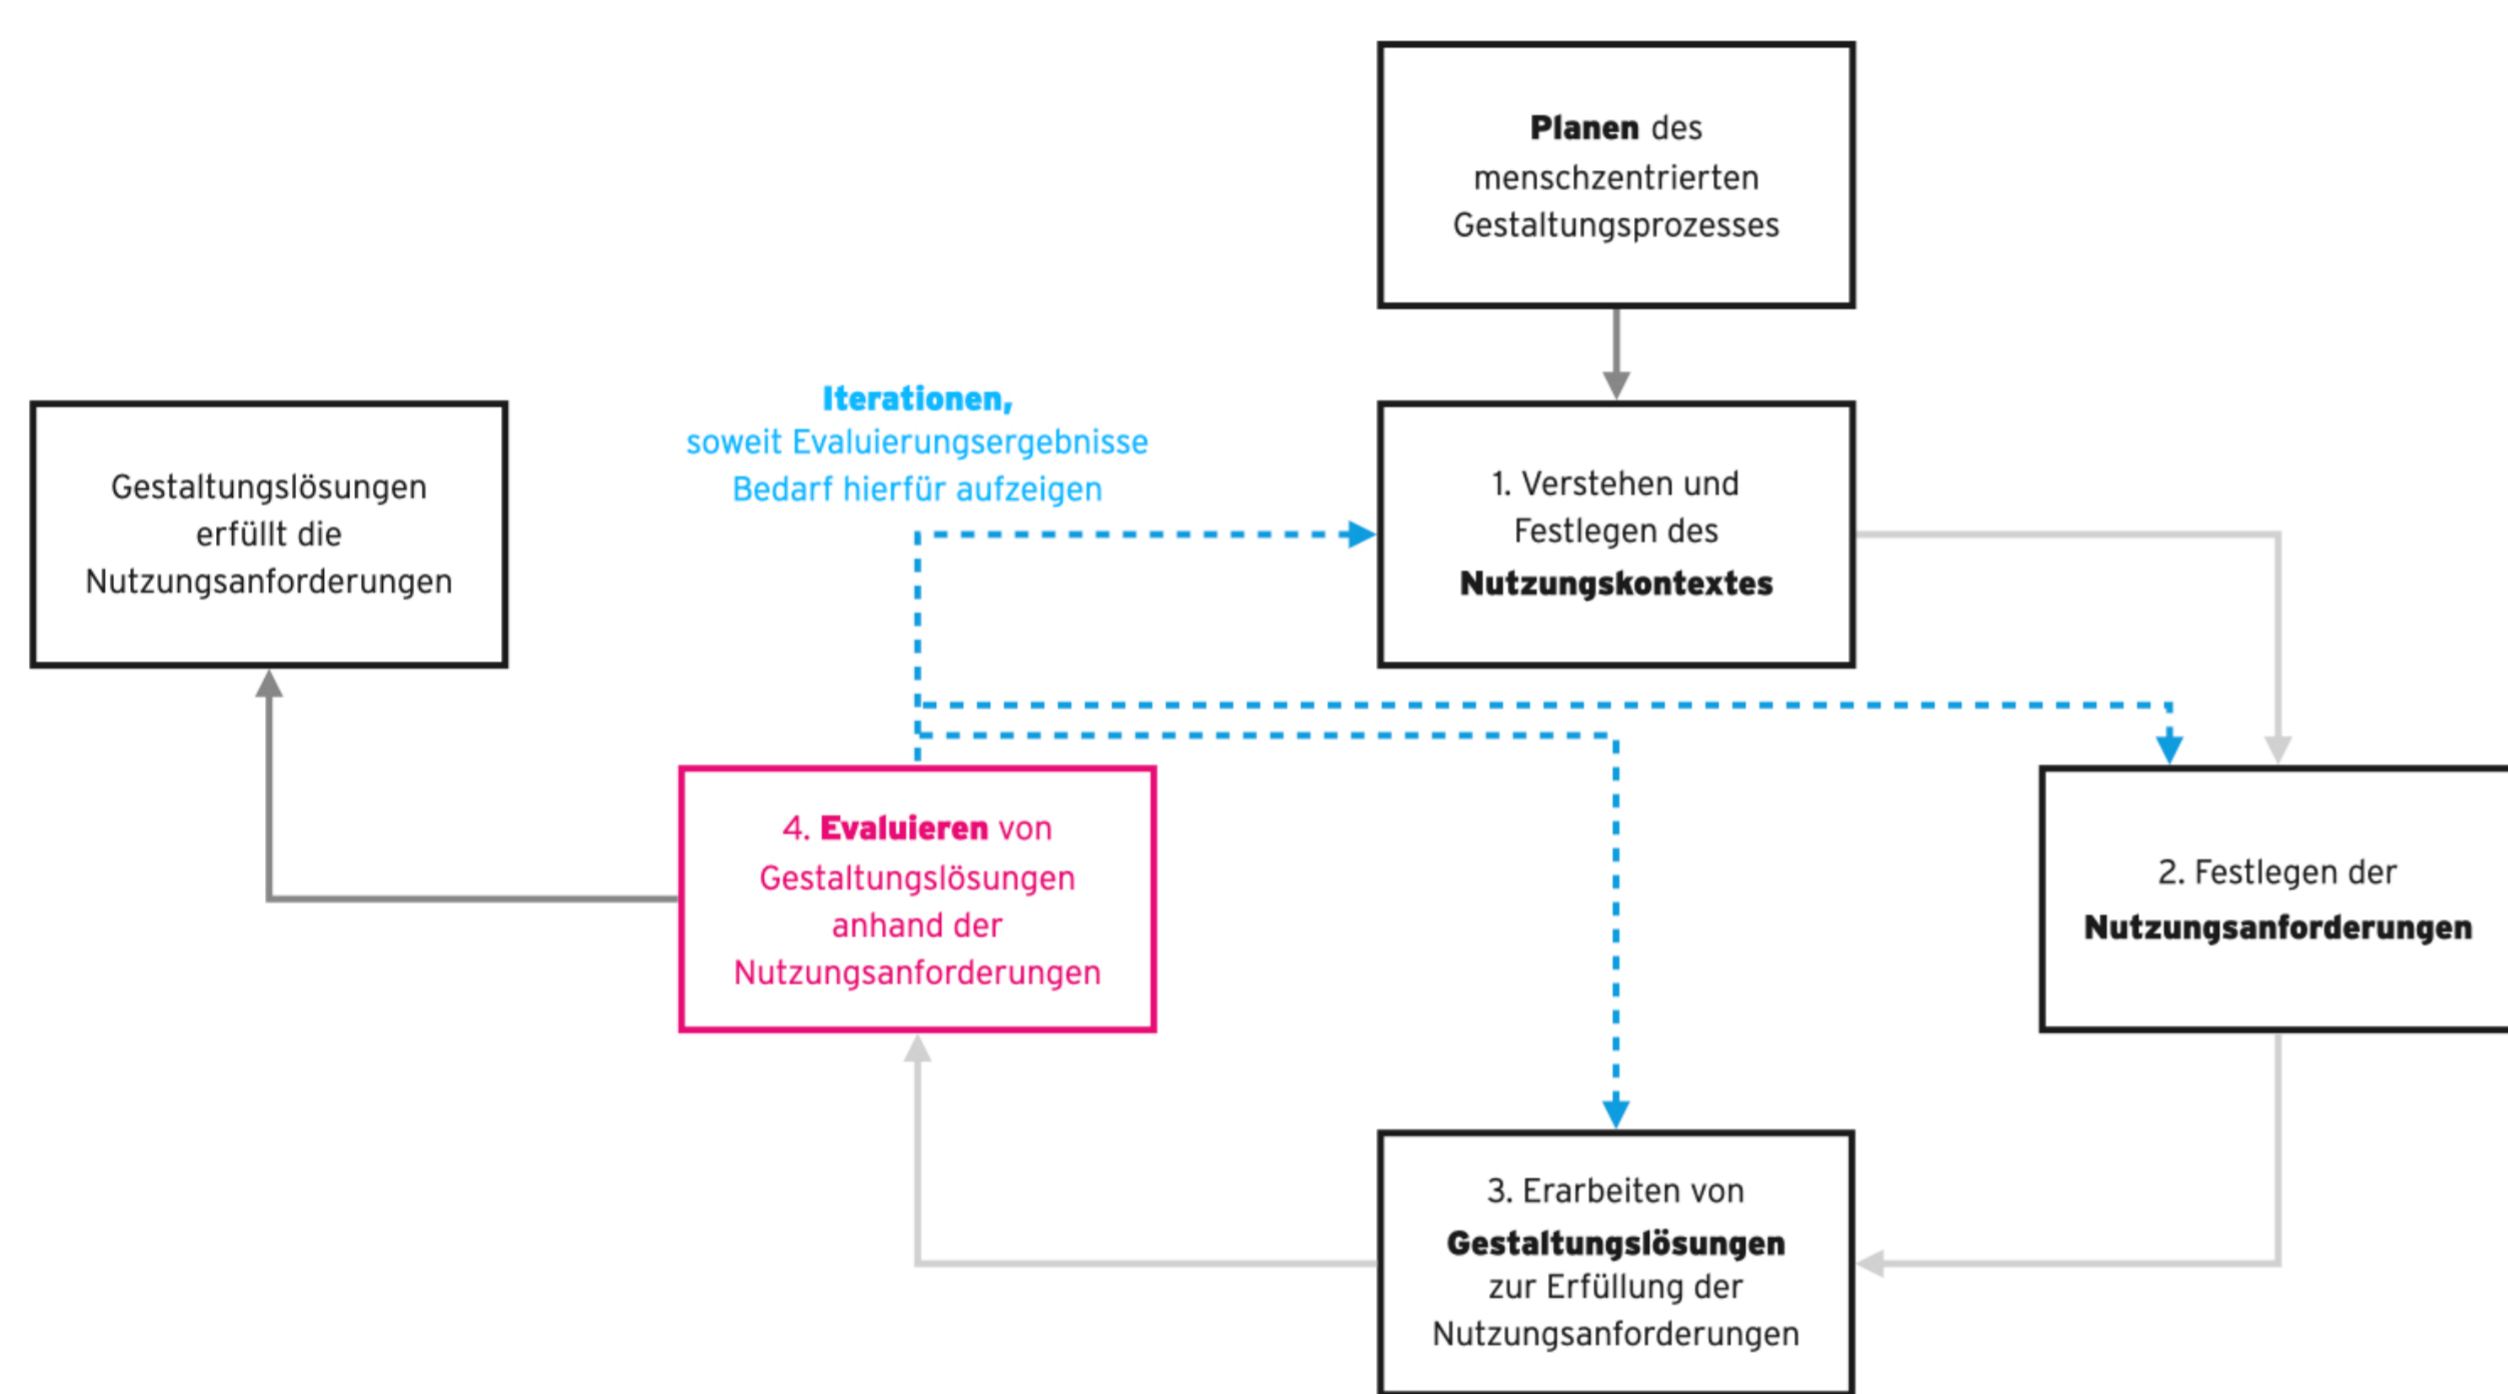 Planen des
menschzentrierten
Gestaltungsprozesses
Iterationen,
soweit Evaluierungsergebnisse
Bedarf hierfür aufzeigen
Gestaltungslösungen
erfüllt die
Nutzungsanforderungen
1. Verstehen und
Festlegen des
Nutzungskontextes
4. Evaluieren von
Gestaltungslösungen
anhand der
Nutzungsanforderungen
2. Festlegen der
Nutzungsanforderungen
3. Erarbeiten von
Gestaltungslösungen
zur Erfüllung der
Nutzungsanforderungen